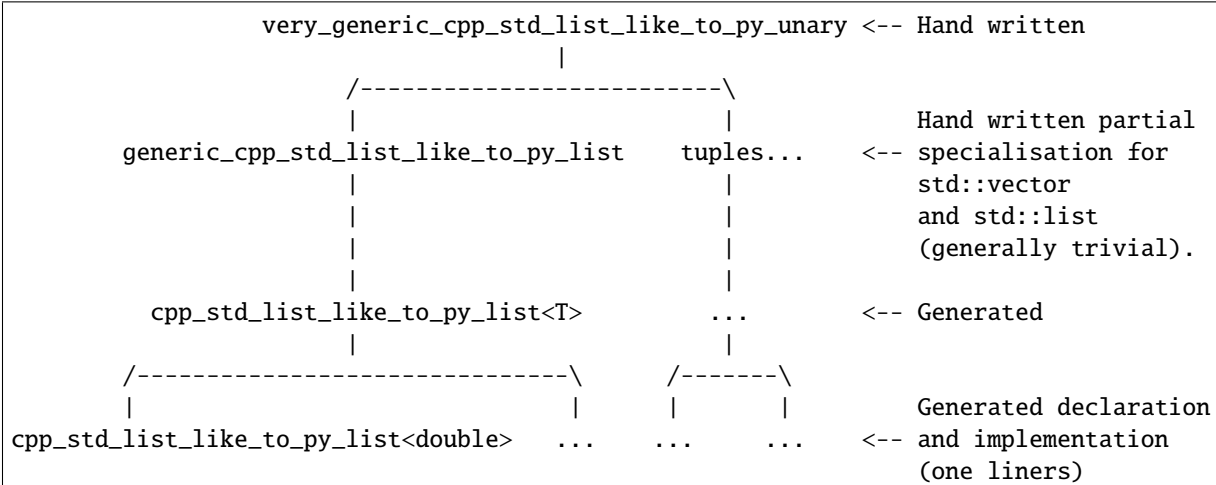 very_generic_cpp_std_list_like_to_py_unary <-- Hand written
|
/--------------------------\
| | Hand written partial
generic_cpp_std_list_like_to_py_list tuples... <-- specialisation for
| | std::vector
| | and std::list
| | (generally trivial).
| |
cpp_std_list_like_to_py_list<T> ... <-- Generated
| |
/-------------------------------\ /-------\
| | | | Generated declaration
cpp_std_list_like_to_py_list<double> ... ... ... <-- and implementation
(one liners)